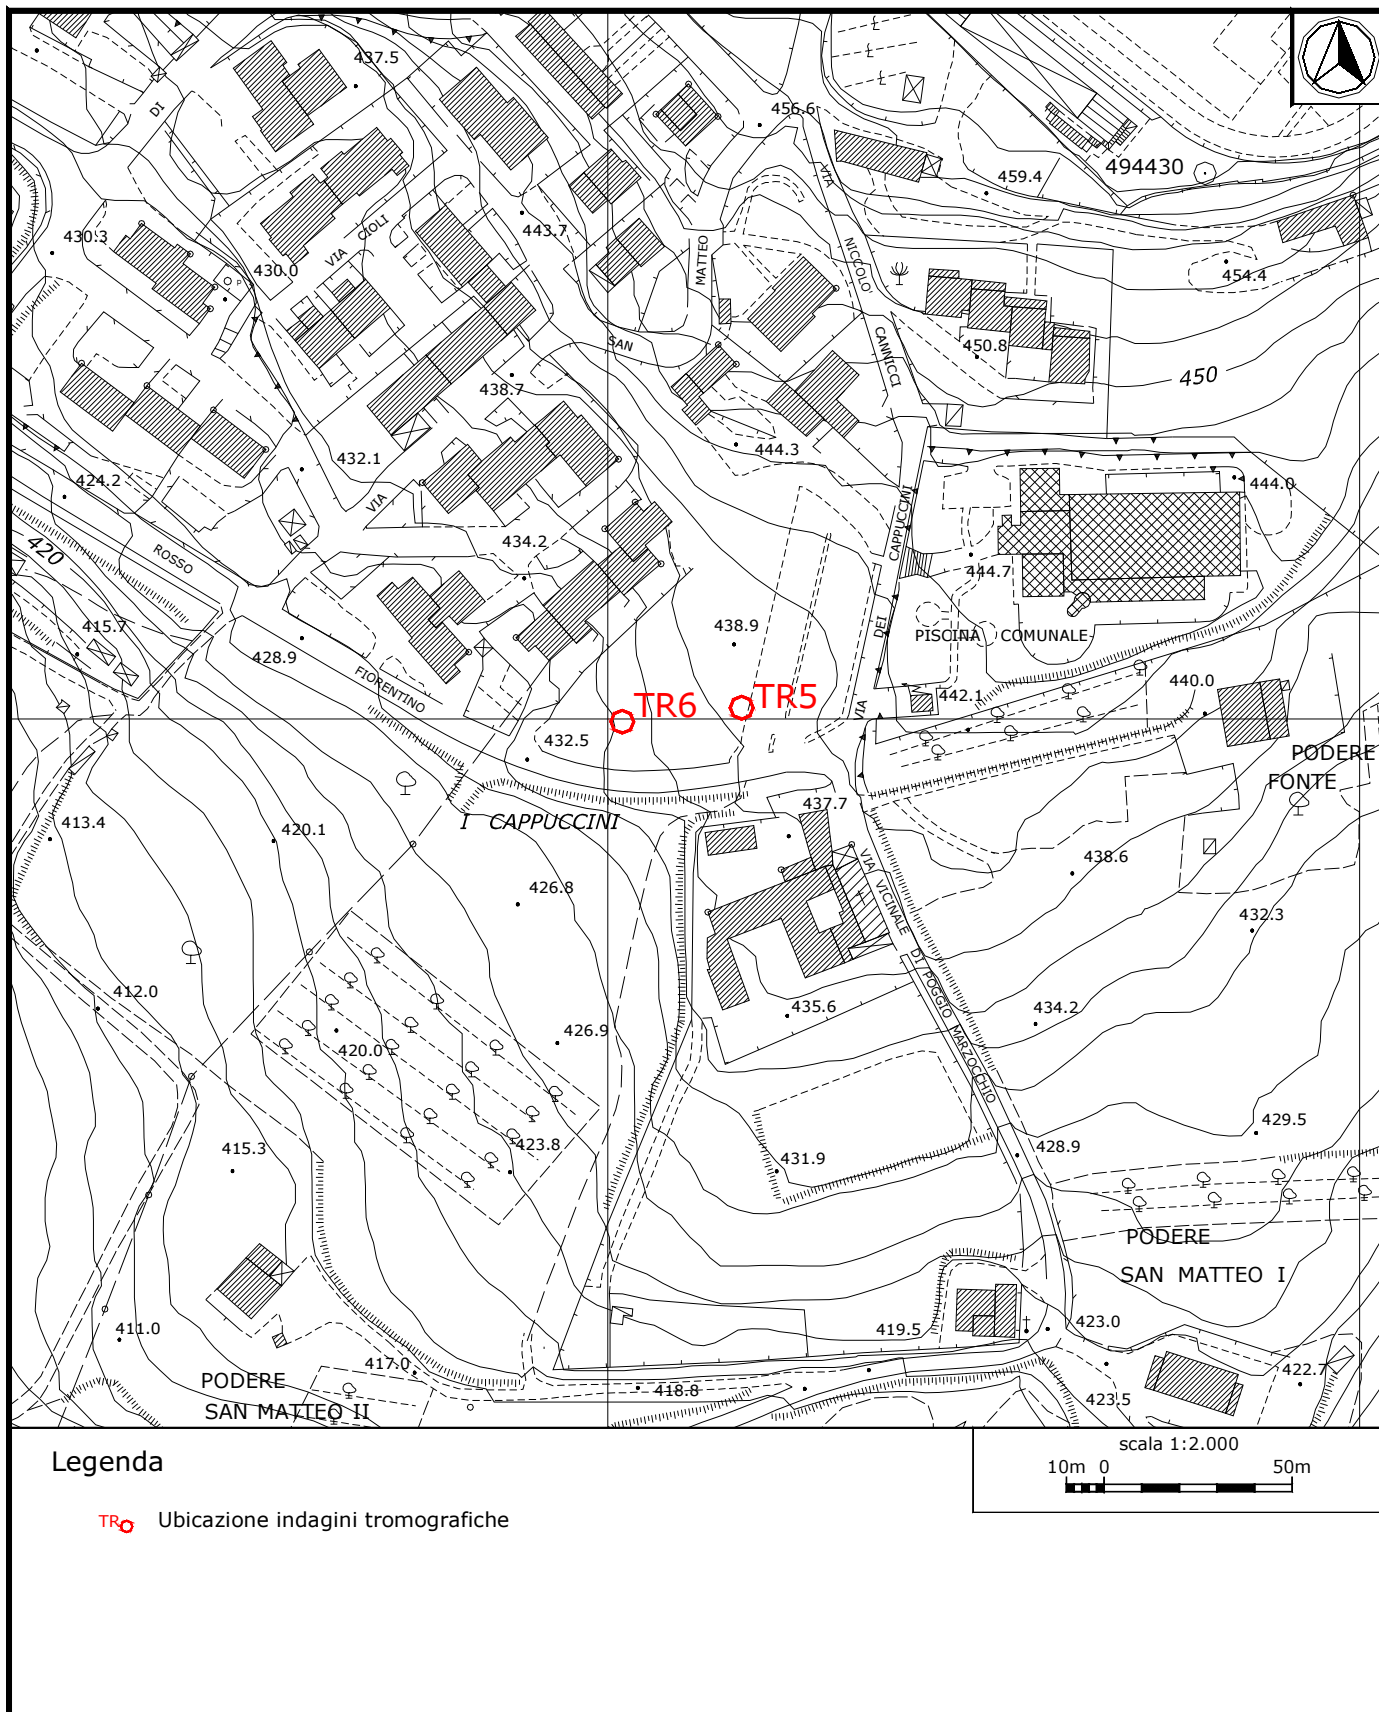 437.5
DI
456.6
VIA
494430
459.4
430.3
VIA CIOLI
443.7
MATTEO
NICCOLO'
430.0
P
454.4
SAN
CANNICCI
450.8
438.7
450
432.1
444.3
424.2
VIA
CAPPUCCINI
444.0
420
ROSSO
434.2
444.7
415.7
438.9
DEI
PISCINA COMUNALE
428.9
FIORENTINO
TR6
TR5
VIA
442.1
440.0
432.5
PODERE
FONTE
413.4
420.1
I CAPPUCCINI
437.7
438.6
426.8
VIA VICINALE DI POGGIO MARZOCCHIO
432.3
412.0
435.6
434.2
426.9
420.0
415.3
423.8
431.9
428.9
429.5
PODERE
SAN MATTEO I
411.0
419.5
423.0
417.0
418.8
423.5
422.7
PODERE
SAN MATTEO II
Legenda
scala 1:2.000
10m 0 50m
TR Ubicazione indagini tromografiche